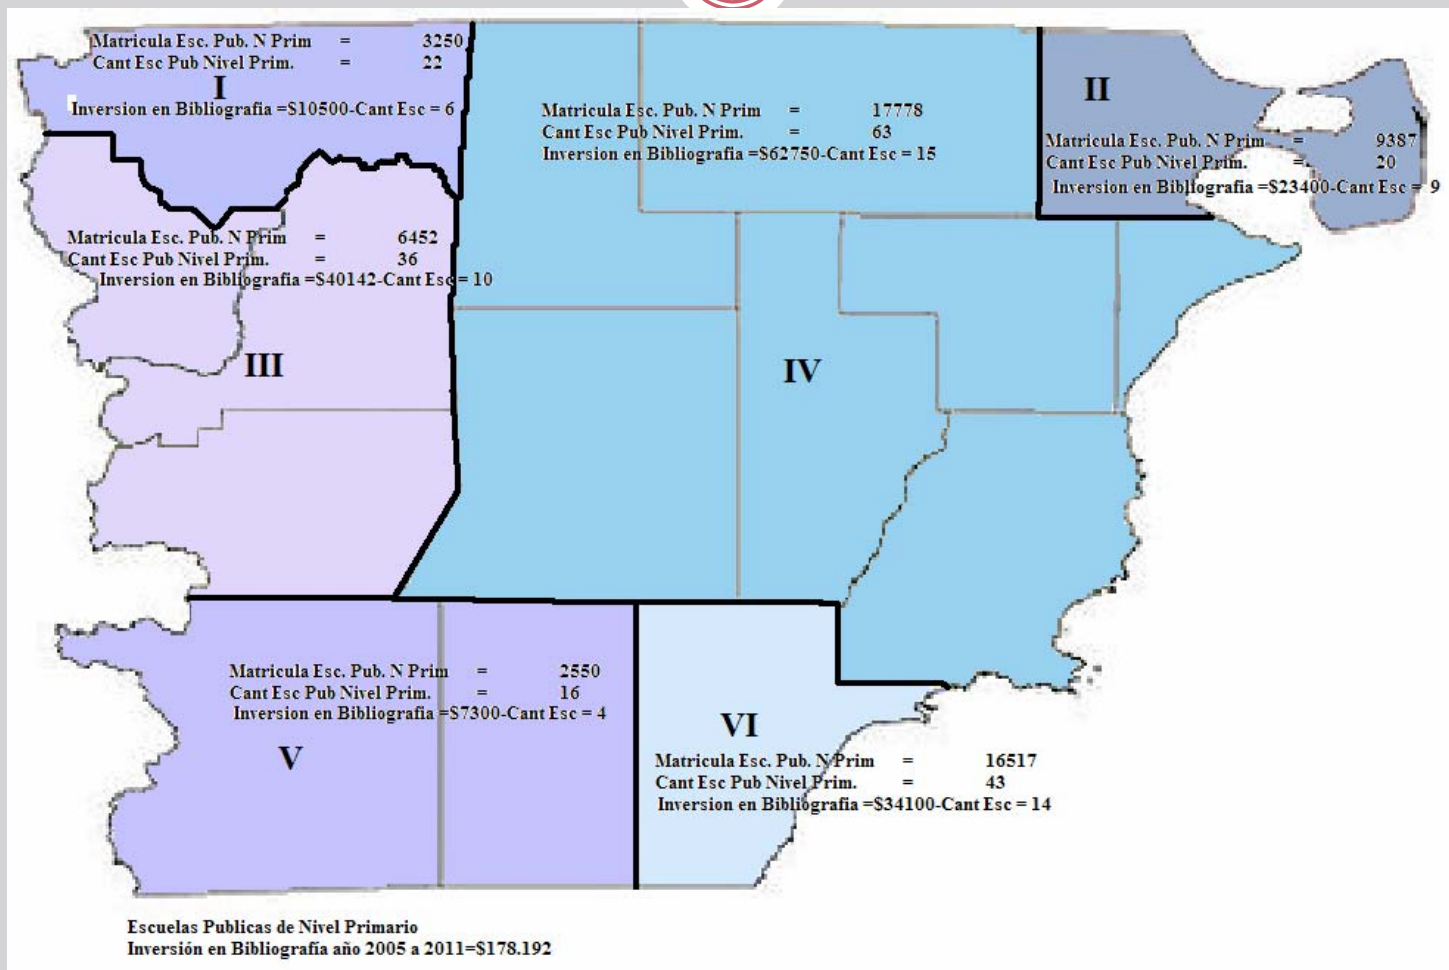 Matricula Esc. Pub. N Prim = 3250
Cant Esc Pub Nivel Prim. = 22
I
Inversion en Bibliografia =$10500-Cant Esc = 6
Matricula Esc. Pub. N Prim = 17778
Cant Esc Pub Nivel Prim. = 63
Inversion en Bibliografia =$62750-Cant Esc = 15
II
Matricula Esc. Pub. N Prim = 9387
Cant Esc Pub Nivel Prim. = 20
Inversion en Bibliografia =$23400-Cant Esc = 9
Matricula Esc. Pub. N Prim = 6452
Cant Esc Pub Nivel Prim. = 36
Inversion en Bibliografia =$40142-Cant Esc = 10
III
IV
Matricula Esc. Pub. N Prim = 2550
Cant Esc Pub Nivel Prim. = 16
Inversion en Bibliografia =$7300-Cant Esc = 4
V
VI
Matricula Esc. Pub. N Prim = 16517
Cant Esc Pub Nivel Prim. = 43
Inversion en Bibliografia =$34100-Cant Esc = 14
Escuelas Publicas de Nivel Primario
Inversión en Bibliografía año 2005 a 2011=$178.192